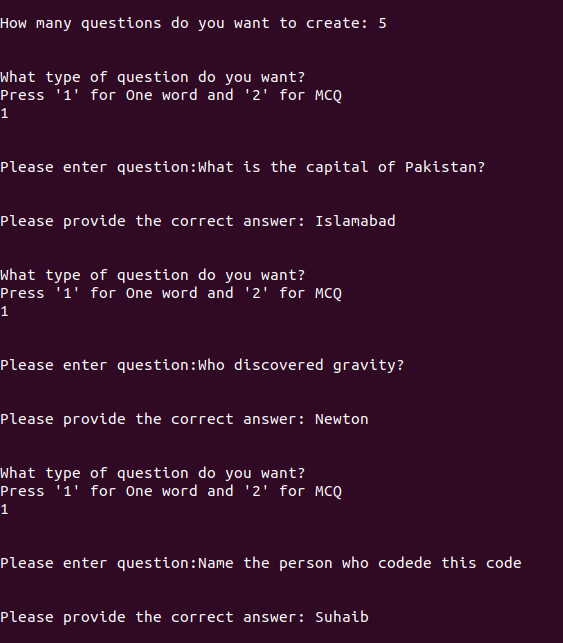 How many questions do you want to create: 5
What type of question do you want?
Press '1' for One word and '2' for MCQ
1
Please enter question:What is the capital of Pakistan?
Please provide the correct answer: Islamabad
What type of question do you want?
Press '1' for One word and '2' for MCQ
1
Please enter question:Who discovered gravity?
Please provide the correct answer: Newton
What type of question do you want?
Press '1' for One word and '2' for MCQ
1
Please enter question:Name the person who codede this code
Please provide the correct answer: Suhaib